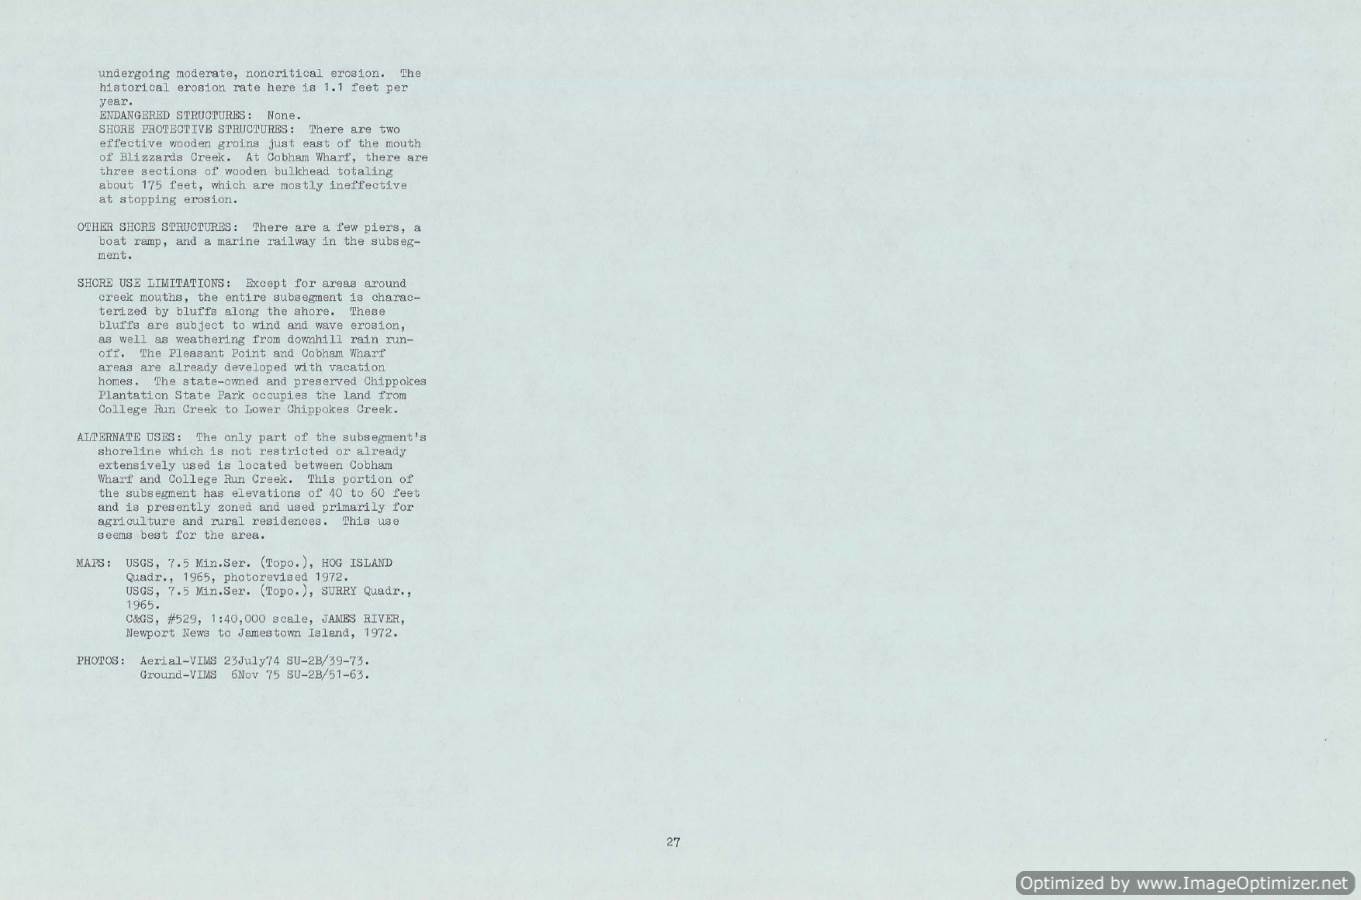 undergoing moderate, noncritical erosion. The
historical erosion rate here is 1.1 feet per
year.
ENDANGERED STRUCTURES: None.
SHORE PROTECTIVE STRUCTURES: There are two
effective wooden groins just east of the mouth
of Blizzards Creek. At Cobham Wharf, there are
three sections of wooden bulkhead totaling
about 175 feet, which are mostly ineffective
at stopping erosion.
OTHER SHORE STRUCTURES: There are a few piers, a
boat ramp, and a marine railway in the subseg-
ment.
SHORE USE LIMITATIONS: Except for areas around
creek mouths, the entire subsegment is charac-
terized by bluffs along the shore. These
bluffs are subject to wind and wave erosion,
as well as weathering from downhill rain run-
off. The Pleasant Point and Cobham Wharf
areas are already developed with vacation
homes. The state-owned and preserved Chippokes
Plantation State Park occupies the land from
College Run Creek to Lower Chippokes Creek.
ALTERNATE USES: The only part of the subsegment's
shoreline which is not restricted or already
extensively used is located between Cobham
Wharf and College Run Creek. This portion of
the subsegment has elevations of 40 to 60 feet
and is presently zoned and used primarily for
agriculture and rural residences. This use
seems best for the area.
MAPS: USGS, 7.5 Min.Ser. (Topo.), HOG ISLAND
Quadr., 1965, photorevised 1972.
USGS, 7.5 Min.Ser. (Topo.), SURRY Quadr.,
1965.
C&GS, #529, 1:40,000 scale, JAMES RIVER,
Newport News to Jamestown Island, 1972.
PHOTOS: Aerial-VIMS 23July74 SU-2B/39-73.
Ground-VIMS 6Nov 75 SU-2B/51-63.
27
Optimized by www.ImageOptimizer.net